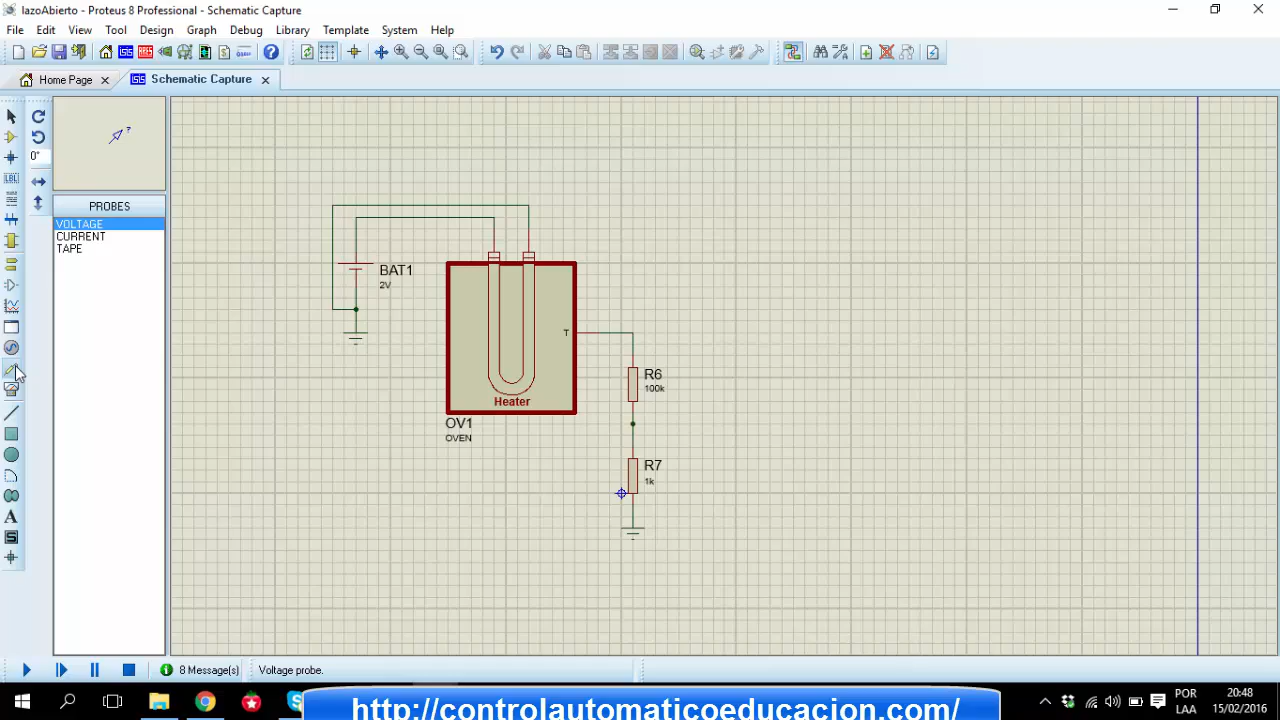 lazoAbierto - Proteus 8 Professional - Schematic Capture
File Edit View Tool Design Graph Debug Library Template System Help
Home Page
Schematic Capture
0°
LBL
?
PROBES
VOLTAGE
CURRENT
TAPE
BAT1
2V
T
Heater
OV1
OVEN
R6
100k
R7
1k
A
8 Message(s)
Voltage probe.
POR
LAA
20:48
15/02/2016
http://controlautomaticoeducacion.com/